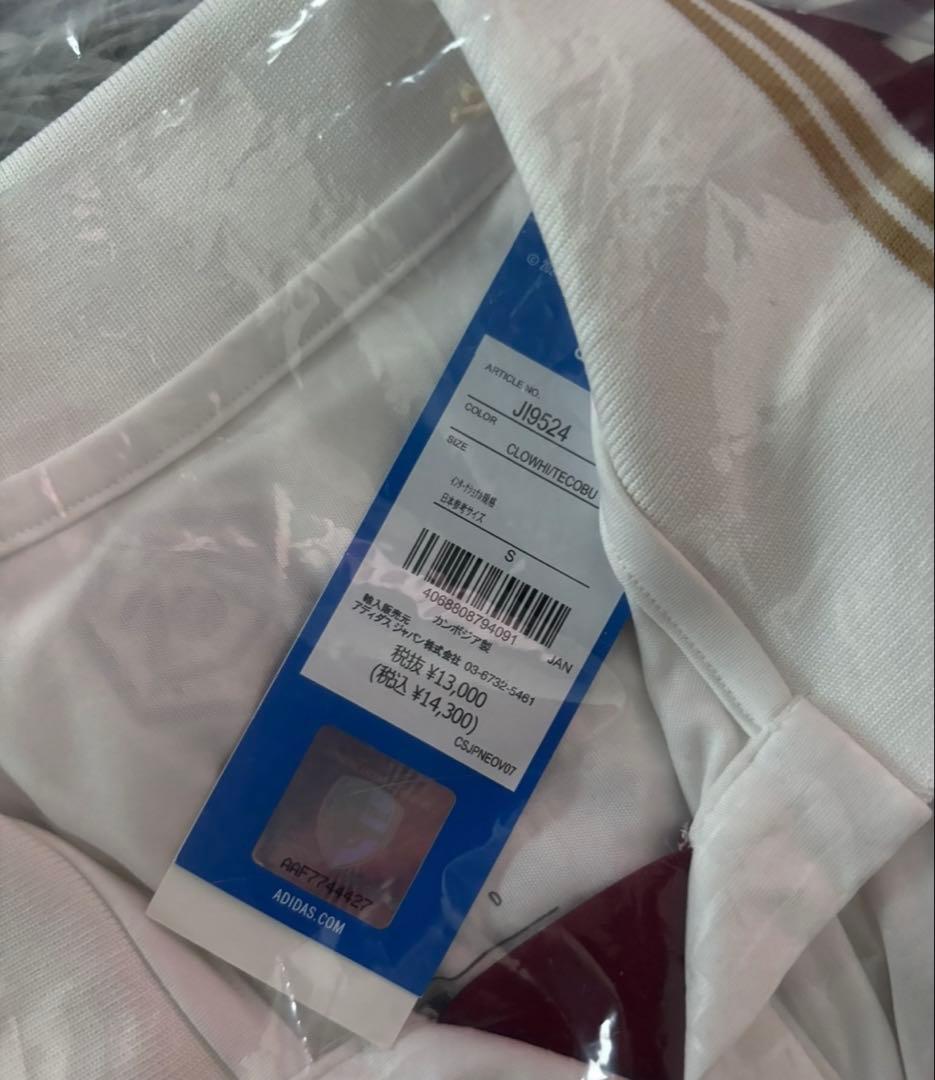 © 202
ARTICLE NO.
JI9524
COLOR
CLOWHI/TECOBU
SIZE
インターナショナル規格
日本参考サイズ
S
4068808794091
JAN
輸入販売元 カンボジア製
アディダス ジャパン株式会社 03-6732-5461
税抜 ¥13,000
(税込 ¥14,300)
CSJPNEOV07
AAF7744427
ADIDAS.COM